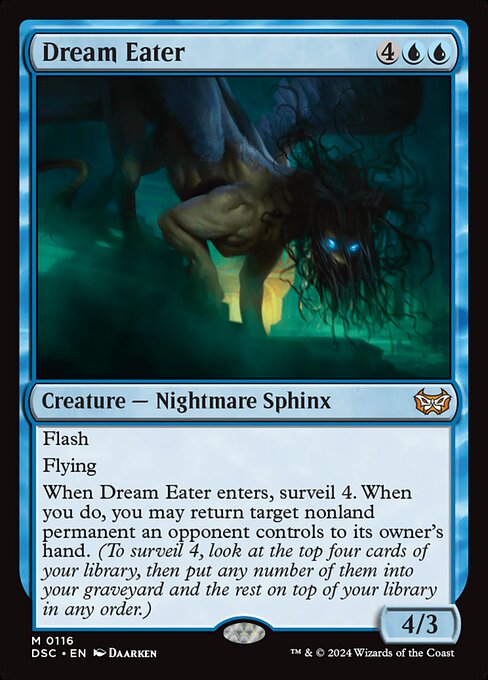 Dream Eater 4
Creature — Nightmare Sphinx
Flash
Flying
When Dream Eater enters, surveil 4. When
you do, you may return target nonland
permanent an opponent controls to its owner's
hand. (To surveil 4, look at the top four cards of
your library, then put any number of them into
your graveyard and the rest on top of your library
in any order.)
4/3
M 0116
DSC • EN DAARKEN
™ & © 2024 Wizards of the Coast